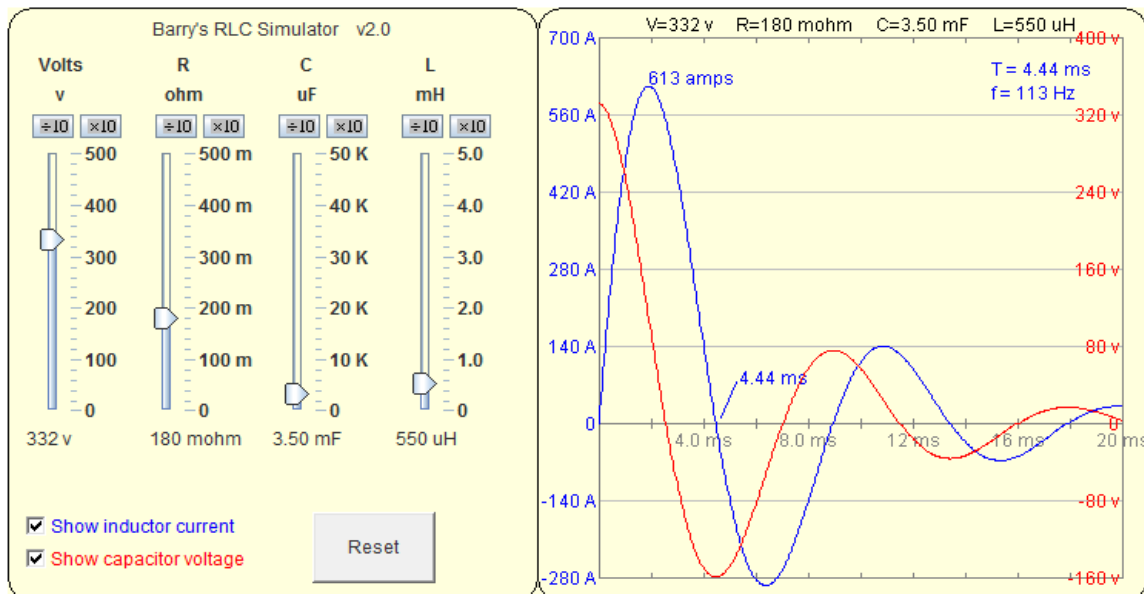 Barry's RLC Simulator v2.0
Volts R C L
v ohm uF mH
÷10 ×10 ÷10 ×10 ÷10 ×10 ÷10 ×10
500 500 m 50 K 5.0
400 400 m 40 K 4.0
300 300 m 30 K 3.0
200 200 m 20 K 2.0
100 100 m 10 K 1.0
0 0 0 0
332 v 180 mohm 3.50 mF 550 uH
Show inductor current
Show capacitor voltage
Reset
V=332 v R=180 mohm C=3.50 mF L=550 uH
700 A 400 v
613 amps
T = 4.44 ms
f = 113 Hz
560 A 320 v
420 A 240 v
280 A 160 v
140 A 80 v
4.44 ms
0 0
4.0 ms 8.0 ms 12 ms 16 ms 20 ms
-140 A -80 v
-280 A -160 v